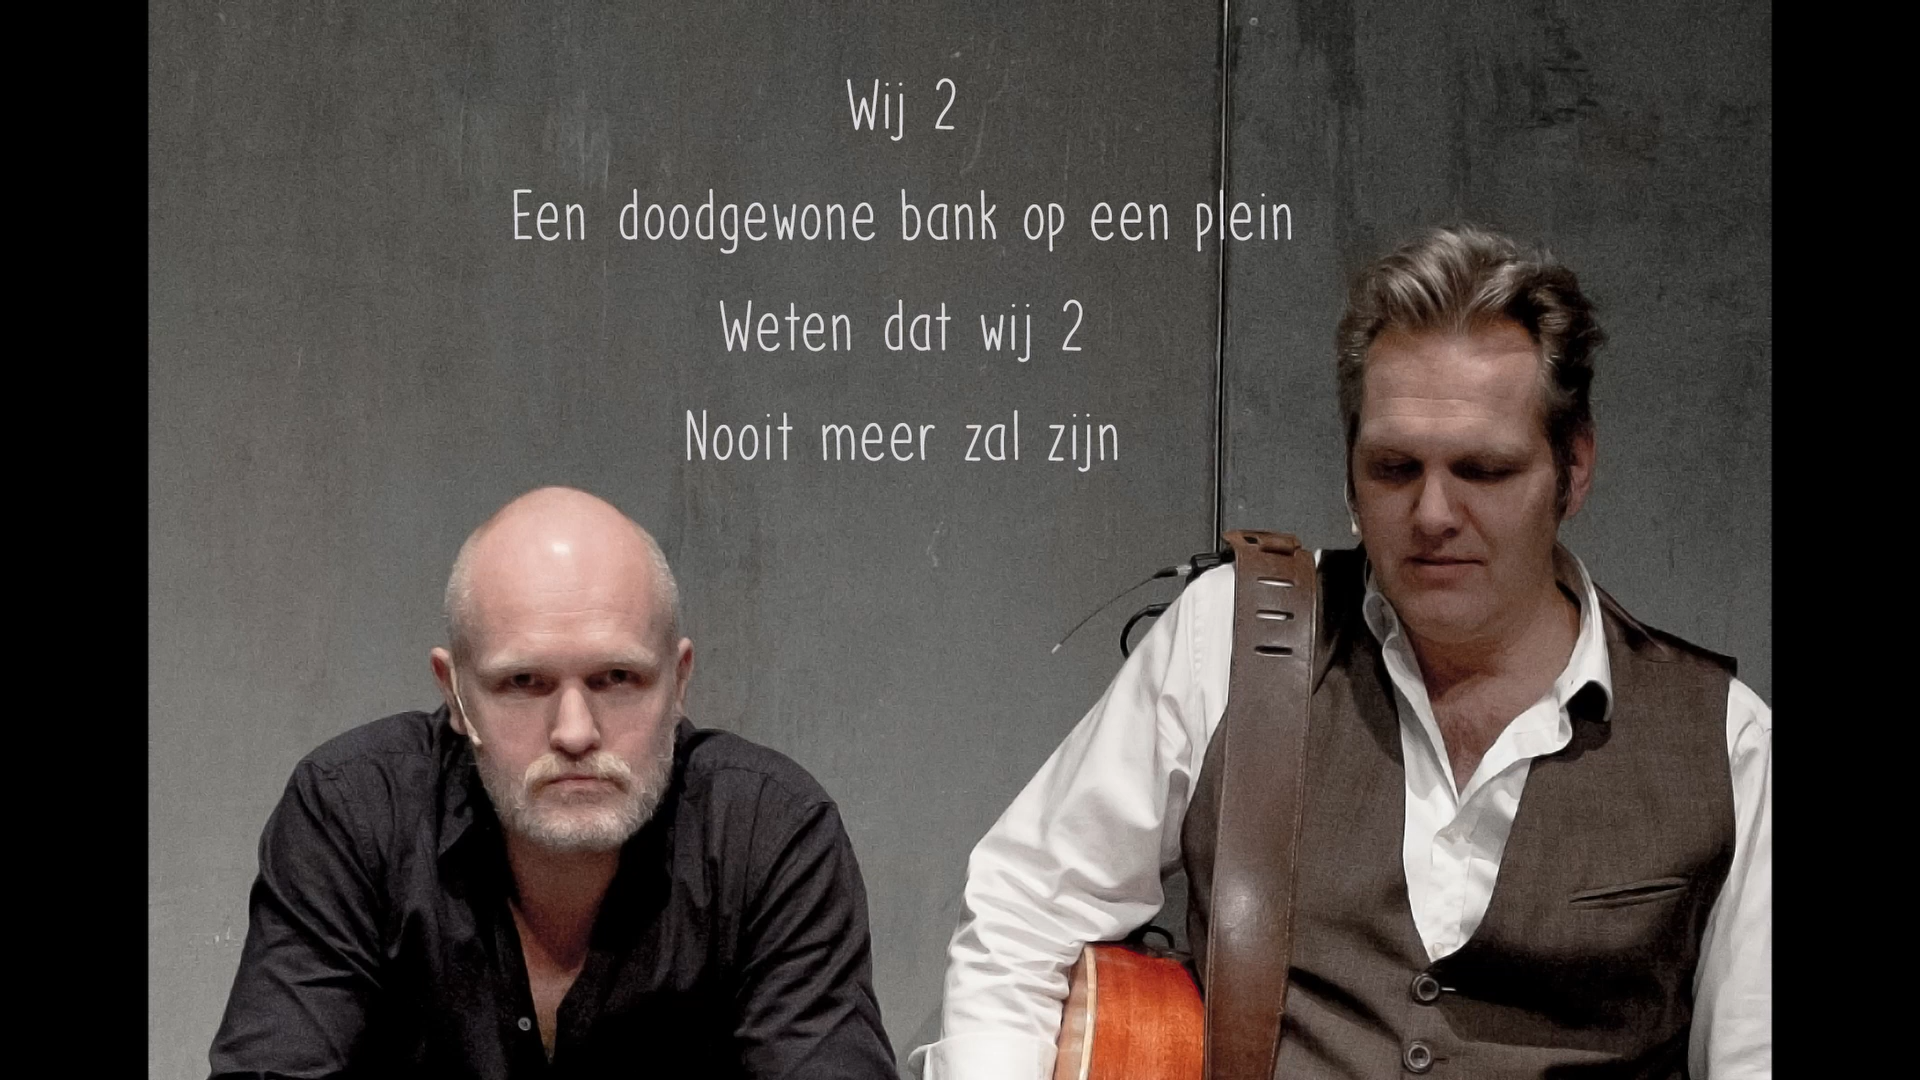 Wij 2
Een doodgewone bank op een plein
Weten dat wij 2
Nooit meer zal zijn